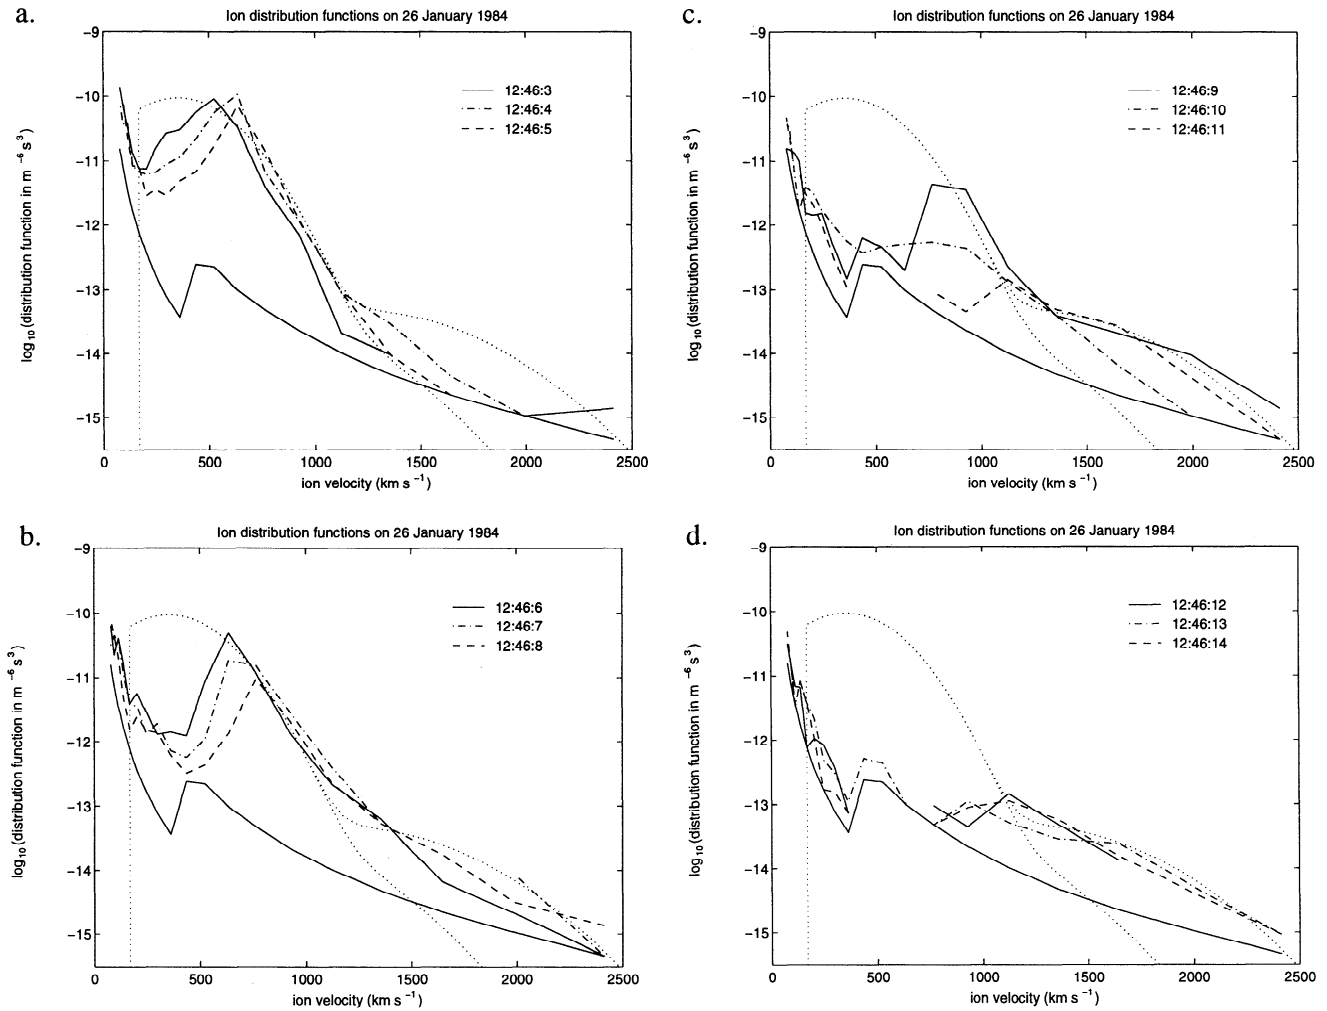 a.
Ion distribution functions on 26 January 1984
-9
-10
-11
-12
-13
-14
-15
log₁₀(distribution function in m ⁻⁶ s³)
12:46:3
12:46:4
12:46:5
0 500 1000 1500 2000 2500
ion velocity (km s⁻¹)
c.
Ion distribution functions on 26 January 1984
-9
-10
-11
-12
-13
-14
-15
log₁₀(distribution function in m ⁻⁶ s³)
12:46:9
12:46:10
12:46:11
0 500 1000 1500 2000 2500
ion velocity (km s⁻¹)
b.
Ion distribution functions on 26 January 1984
-9
-10
-11
-12
-13
-14
-15
log₁₀(distribution function in m ⁻⁶ s³)
12:46:6
12:46:7
12:46:8
0 500 1000 1500 2000 2500
ion velocity (km s⁻¹)
d.
Ion distribution functions on 26 January 1984
-9
-10
-11
-12
-13
-14
-15
log₁₀(distribution function in m ⁻⁶ s³)
12:46:12
12:46:13
12:46:14
0 500 1000 1500 2000 2500
ion velocity (km s⁻¹)